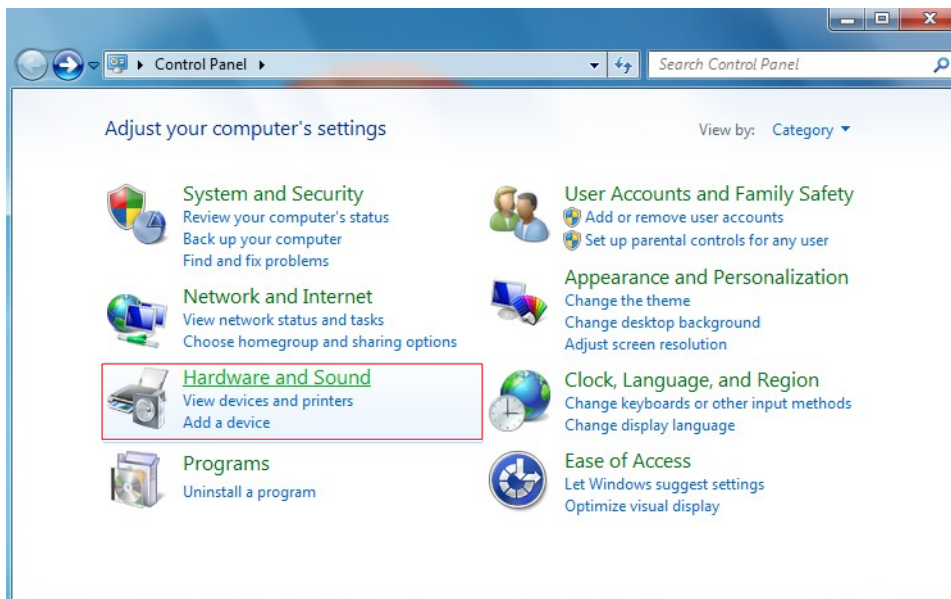 Control Panel
Search Control Panel
Adjust your computer's settings
View by: Category
System and Security
Review your computer's status
Back up your computer
Find and fix problems
Network and Internet
View network status and tasks
Choose homegroup and sharing options
Hardware and Sound
View devices and printers
Add a device
Programs
Uninstall a program
User Accounts and Family Safety
Add or remove user accounts
Set up parental controls for any user
Appearance and Personalization
Change the theme
Change desktop background
Adjust screen resolution
Clock, Language, and Region
Change keyboards or other input methods
Change display language
Ease of Access
Let Windows suggest settings
Optimize visual display